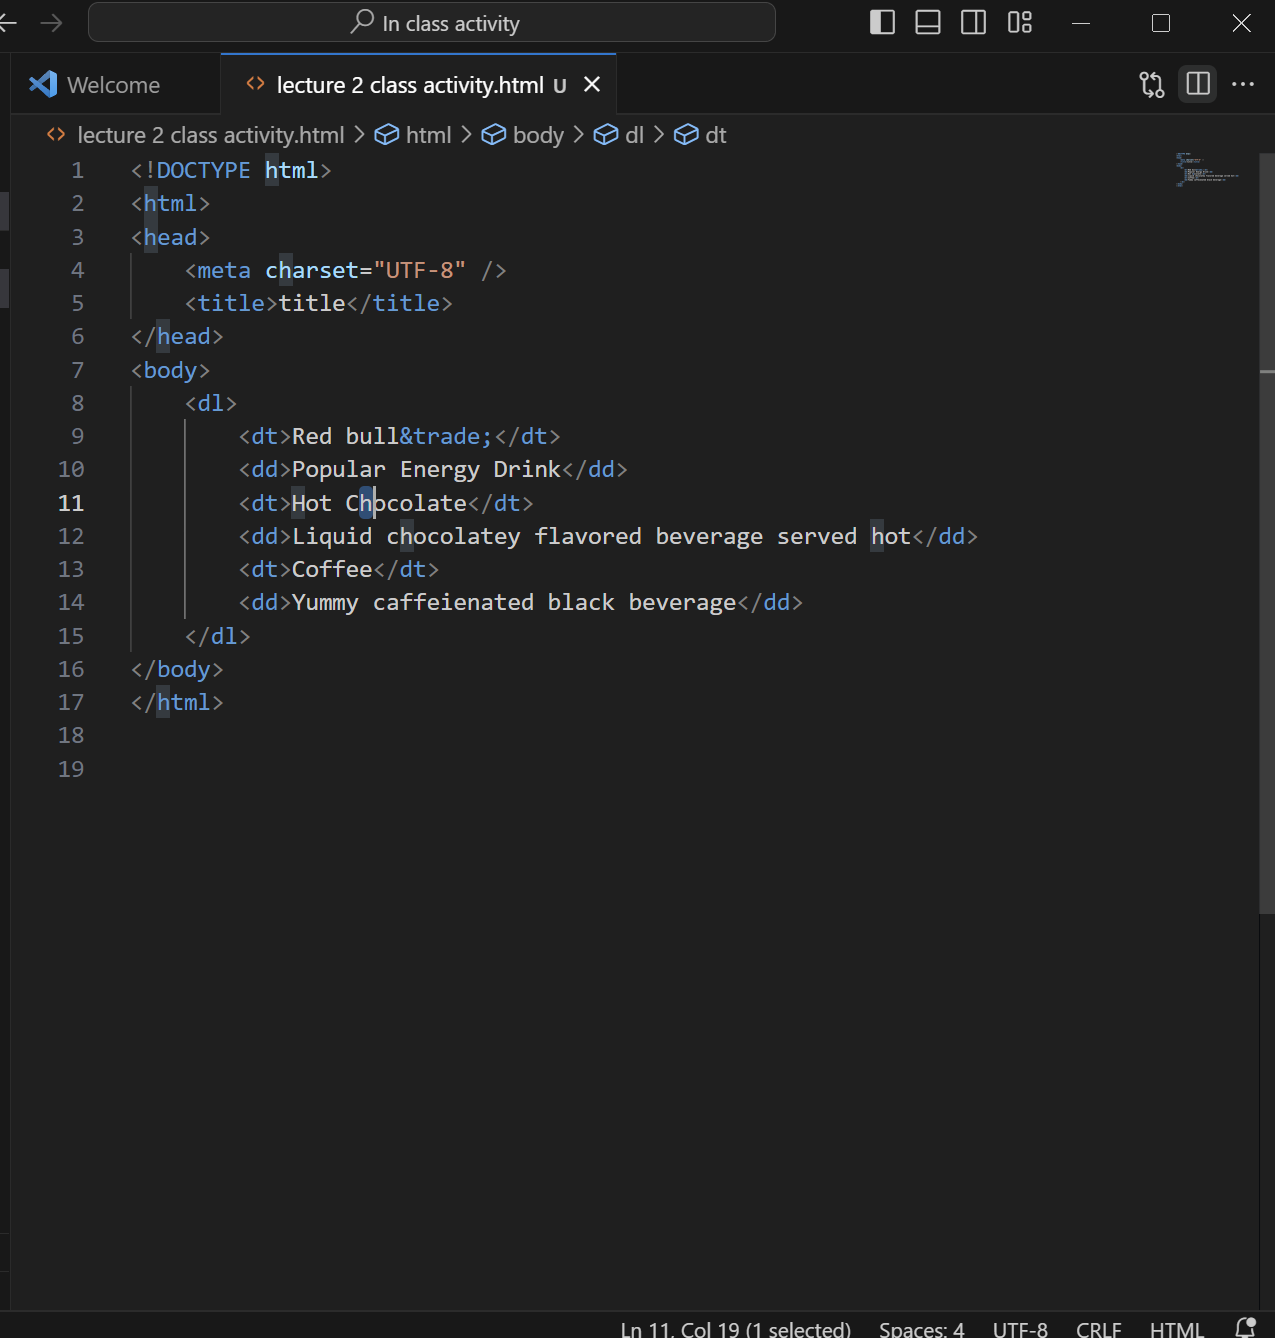 In class activity
Welcome
lecture 2 class activity.html U
lecture 2 class activity.html > html > body > dl > dt
1 <!DOCTYPE html>
2 <html>
3 <head>
4     <meta charset="UTF-8" />
5     <title>title</title>
6 </head>
7 <body>
8     <dl>
9         <dt>Red bull&trade;</dt>
10         <dd>Popular Energy Drink</dd>
11         <dt>Hot Chocolate</dt>
12         <dd>Liquid chocolatey flavored beverage served hot</dd>
13         <dt>Coffee</dt>
14         <dd>Yummy caffeienated black beverage</dd>
15     </dl>
16 </body>
17 </html>
18
19
Ln 11, Col 19 (1 selected) Spaces: 4 UTF-8 CRLF HTML